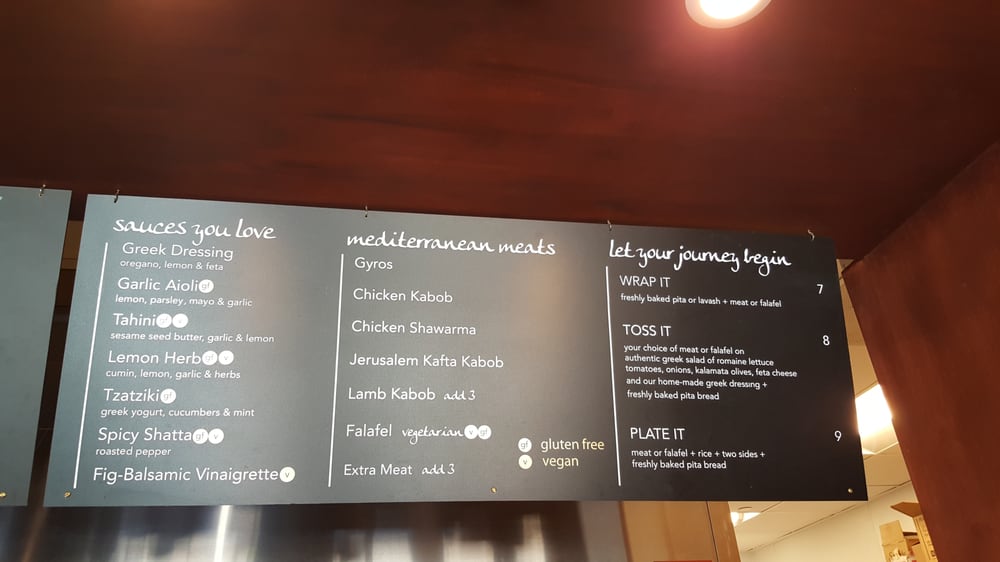 sauces you love
Greek Dressing
oregano, lemon & feta
Garlic Aioli gf
lemon, parsley, mayo & garlic
Tahini gf v
sesame seed butter, garlic & lemon
Lemon Herb gf v
cumin, lemon, garlic & herbs
Tzatziki gf
greek yogurt, cucumbers & mint
Spicy Shatta gf v
roasted pepper
Fig-Balsamic Vinaigrette v
mediterranean meats
Gyros
Chicken Kabob
Chicken Shawarma
Jerusalem Kafta Kabob
Lamb Kabob add 3
Falafel vegetarian v gf
Extra Meat add 3
gf gluten free
v vegan
let your journey begin
WRAP IT 7
freshly baked pita or lavash + meat or falafel
TOSS IT 8
your choice of meat or falafel on
authentic greek salad of romaine lettuce
tomatoes, onions, kalamata olives, feta cheese
and our home-made greek dressing +
freshly baked pita bread
PLATE IT 9
meat or falafel + rice + two sides +
freshly baked pita bread